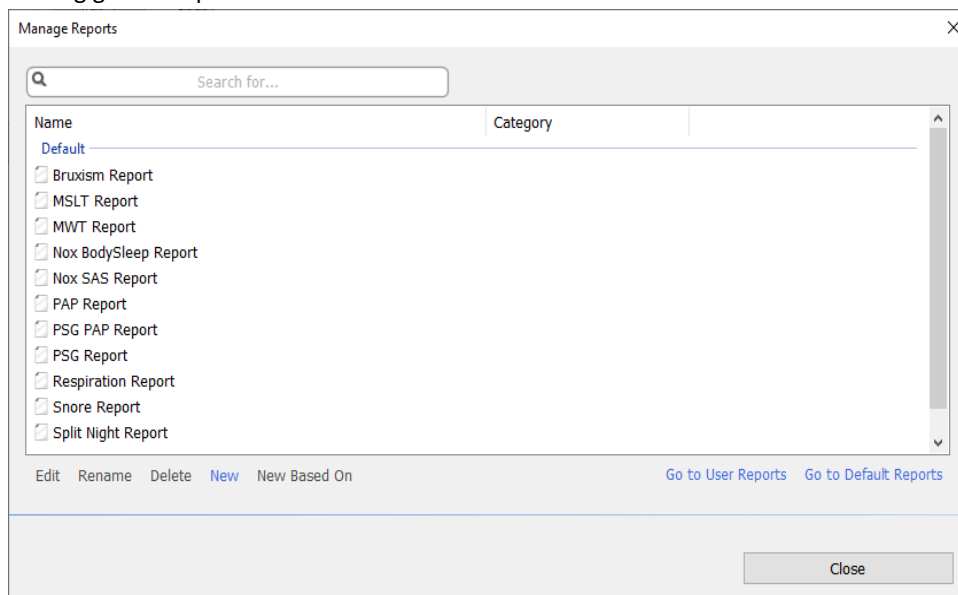 Manage Reports
Search for...
Name Category
Default
Bruxism Report
MSLT Report
MWT Report
Nox BodySleep Report
Nox SAS Report
PAP Report
PSG PAP Report
PSG Report
Respiration Report
Snore Report
Split Night Report
Edit Rename Delete New New Based On Go to User Reports Go to Default Reports
Close